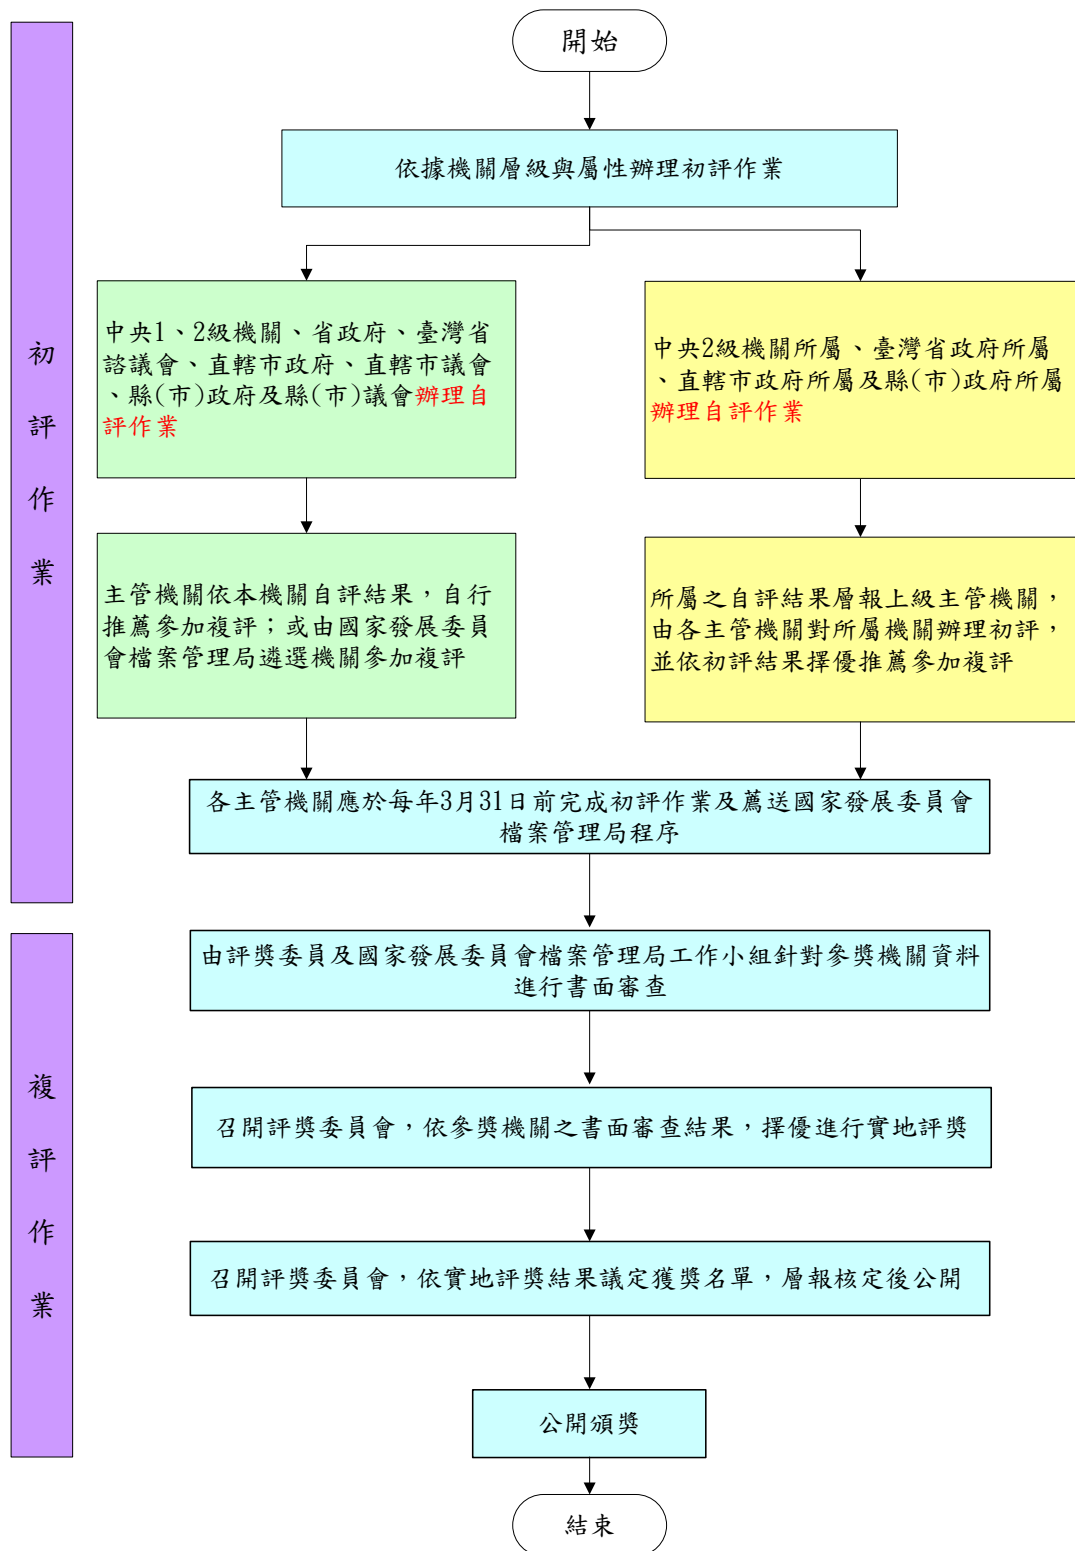 開始
初評作業
依據機關層級與屬性辦理初評作業
中央1、2級機關、省政府、臺灣省
諮議會、直轄市政府、直轄市議會
、縣(市)政府及縣(市)議會辦理自
評作業
中央2級機關所屬、臺灣省政府所屬
、直轄市政府所屬及縣(市)政府所屬
辦理自評作業
主管機關依本機關自評結果，自行
推薦參加複評；或由國家發展委員
會檔案管理局遴選機關參加複評
所屬之自評結果層報上級主管機關，
由各主管機關對所屬機關辦理初評，
並依初評結果擇優推薦參加複評
各主管機關應於每年3月31日前完成初評作業及薦送國家發展委員會
檔案管理局程序
複評作業
由評獎委員及國家發展委員會檔案管理局工作小組針對參獎機關資料
進行書面審查
召開評獎委員會，依參獎機關之書面審查結果，擇優進行實地評獎
召開評獎委員會，依實地評獎結果議定獲獎名單，層報核定後公開
公開頒獎
結束